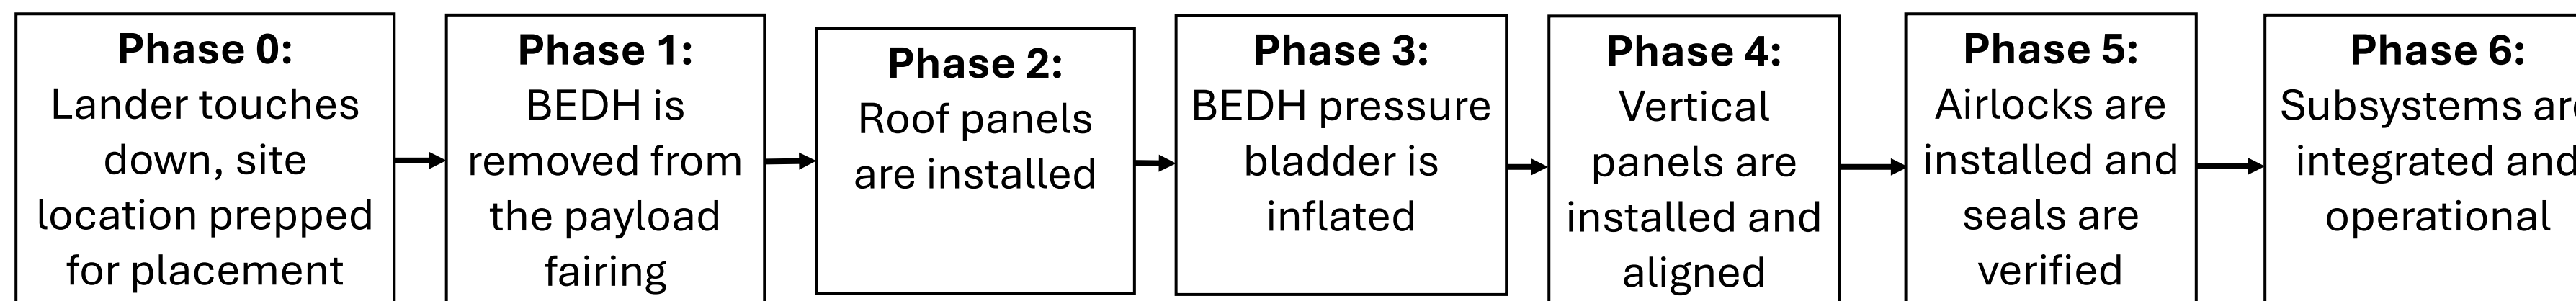 Phase 0:
Lander touches
down, site
location prepped
for placement
Phase 1:
BEDH is
removed from
the payload
fairing
Phase 2:
Roof panels
are installed
Phase 3:
BEDH pressure
bladder is
inflated
Phase 4:
Vertical
panels are
installed and
aligned
Phase 5:
Airlocks are
installed and
seals are
verified
Phase 6:
Subsystems are
integrated and
operational